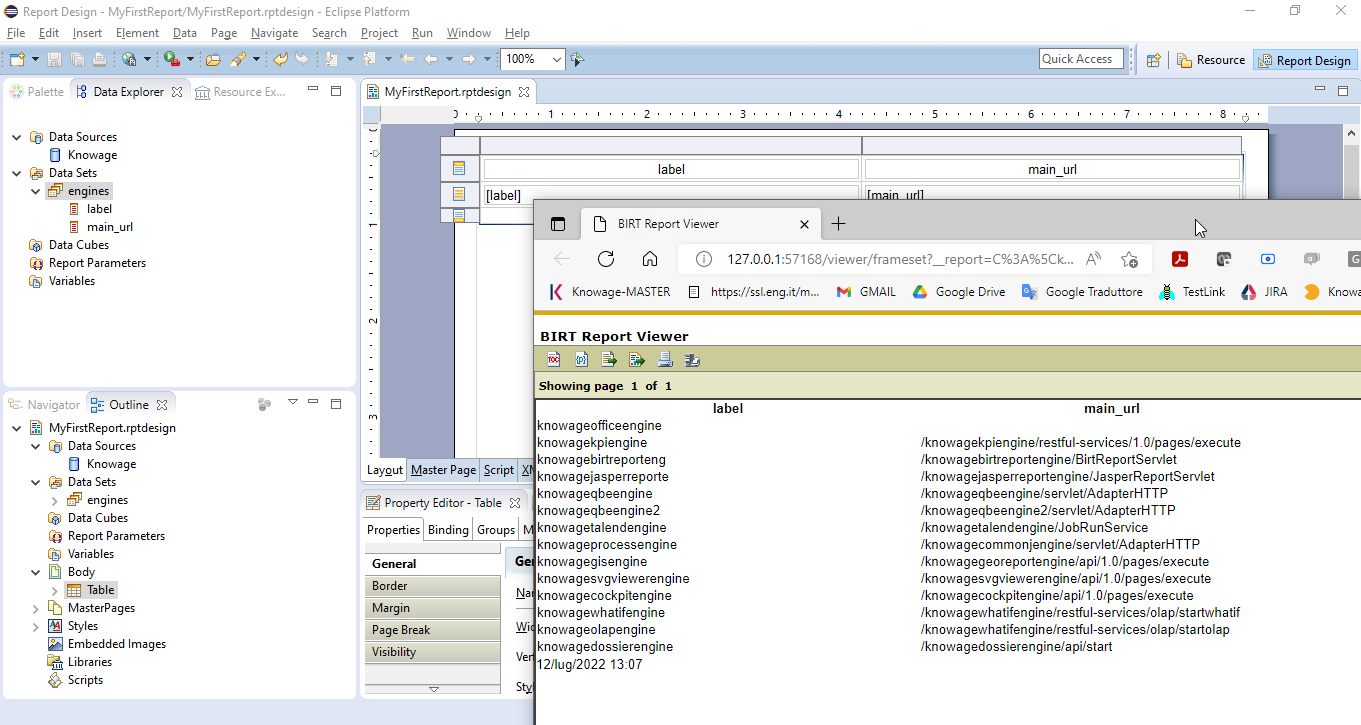 Report Design - MyFirstReport/MyFirstReport.rptdesign - Eclipse Platform
File Edit Insert Element Data Page Navigate Search Project Run Window Help
100% Quick Access Resource Report Design
Palette Data Explorer Resource Ex...
Data Sources
Knowage
Data Sets
engines
label
main_url
Data Cubes
Report Parameters
Variables
Navigator Outline
MyFirstReport.rptdesign
Data Sources
Knowage
Data Sets
engines
Data Cubes
Report Parameters
Variables
Body
Table
MasterPages
Styles
Embedded Images
Libraries
Scripts
MyFirstReport.rptdesign
0 1 2 3 4 5 6 7 8
1
2
3
label main_url
[label] [main_url]
Layout Master Page Script XM
Property Editor - Table
Properties Binding Groups M
General
Border
Margin
Page Break
Visibility
Ger
Nar
Wid
Vert
Styl
BIRT Report Viewer
127.0.0.1:57168/viewer/frameset?__report=C%3A%5Ck...
Knowage-MASTER https://ssl.eng.it/m... GMAIL Google Drive Google Traduttore TestLink JIRA Knowa
BIRT Report Viewer
Showing page 1 of 1
label main_url
knowageofficeengine
knowagekpiengine /knowagekpiengine/restful-services/1.0/pages/execute
knowagebirtreporteng /knowagebirtreportengine/BirtReportServlet
knowagejasperreporte /knowagejasperreportengine/JasperReportServlet
knowageqbeengine /knowageqbeengine/servlet/AdapterHTTP
knowageqbeengine2 /knowageqbeengine2/servlet/AdapterHTTP
knowagetalendengine /knowagetalendengine/JobRunService
knowageprocessengine /knowagecommonjengine/servlet/AdapterHTTP
knowagegisengine /knowagegeoreportengine/api/1.0/pages/execute
knowagesvgviewerengine /knowagesvgviewerengine/api/1.0/pages/execute
knowagecockpitengine /knowagecockpitengine/api/1.0/pages/execute
knowagewhatifengine /knowagewhatifengine/restful-services/olap/startwhatif
knowageolapengine /knowagewhatifengine/restful-services/olap/startolap
knowagedossierengine /knowagedossierengine/api/start
12/lug/2022 13:07